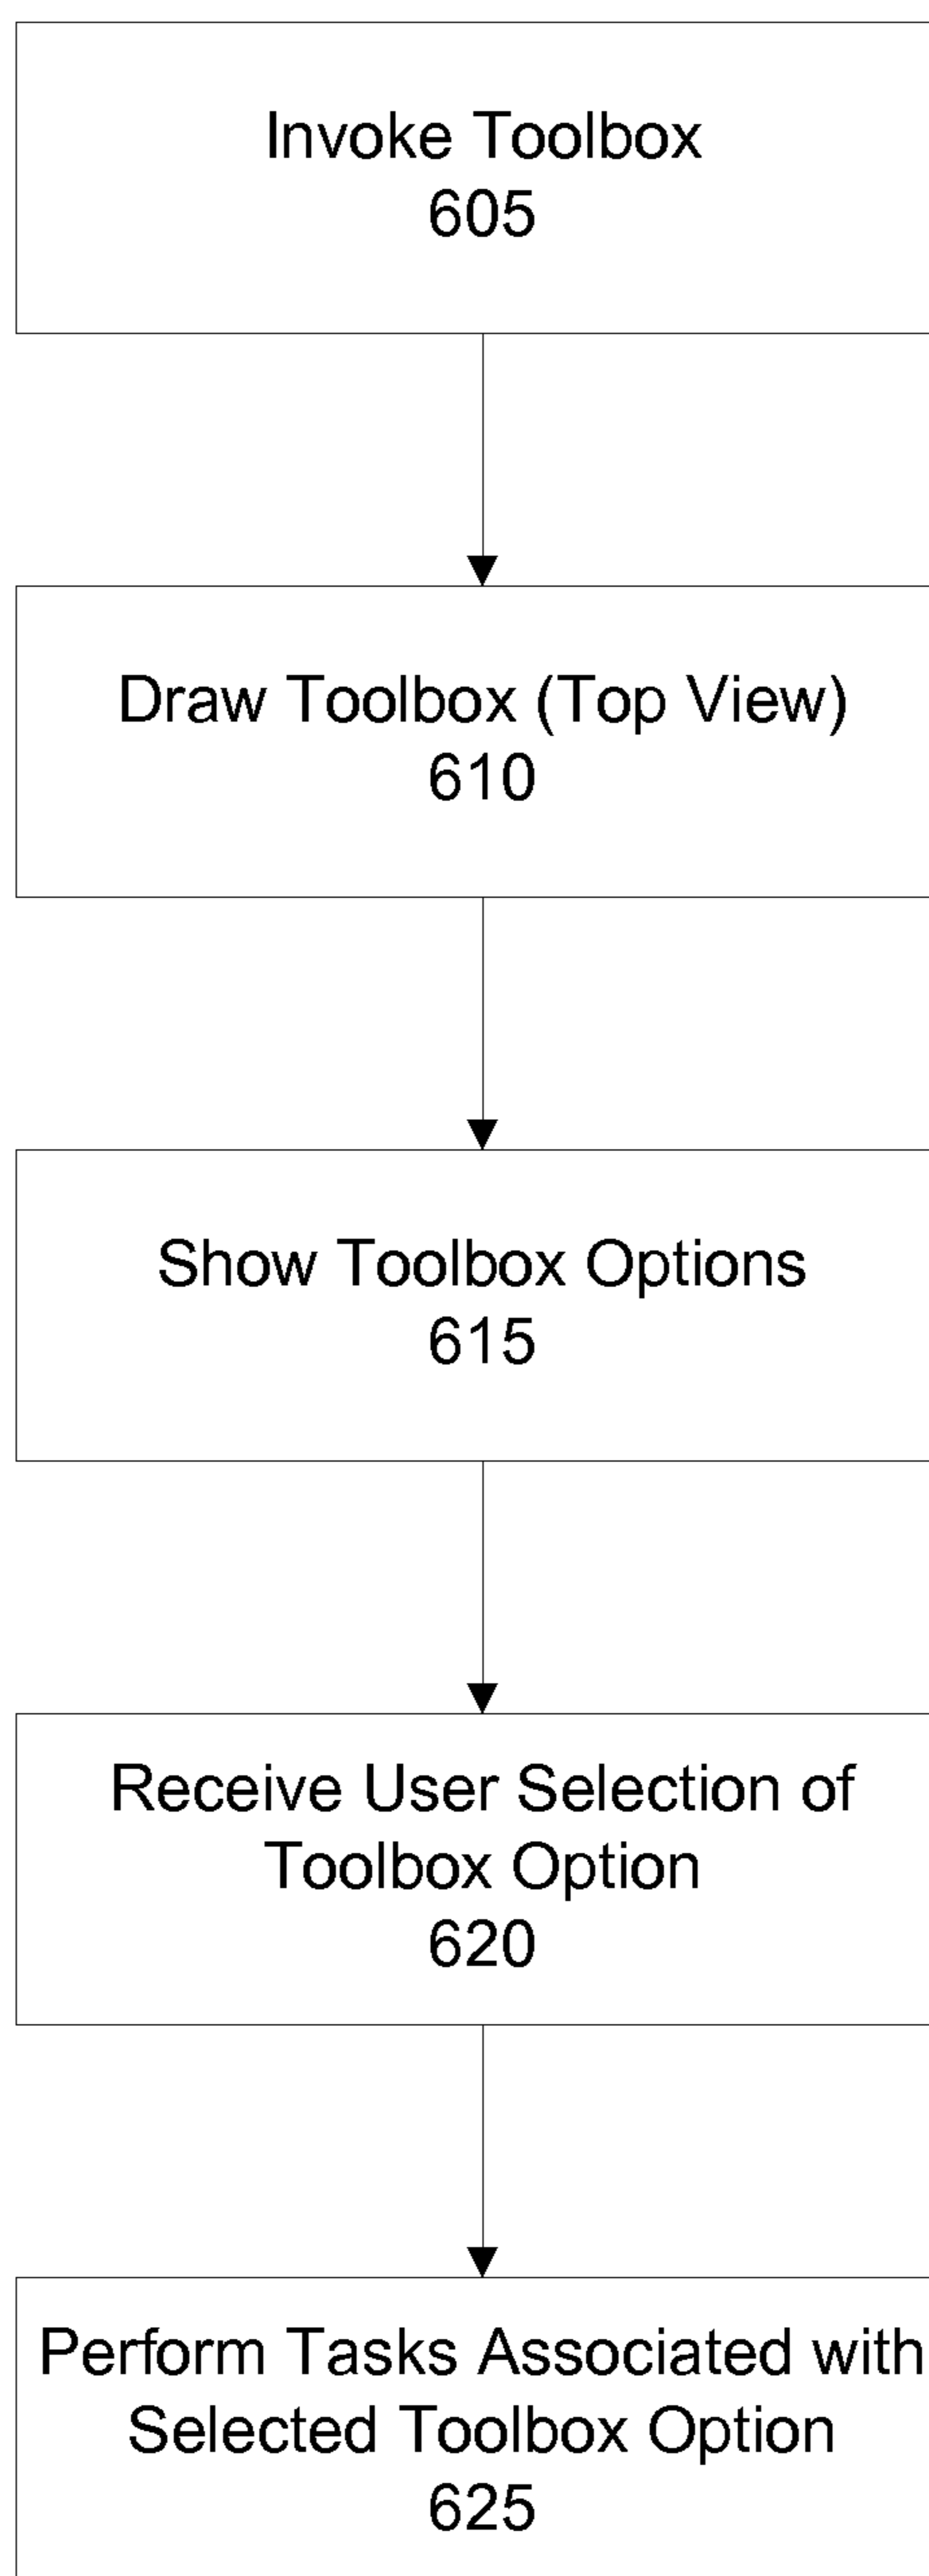 Invoke Toolbox
605
Draw Toolbox (Top View)
610
Show Toolbox Options
615
Receive User Selection of
Toolbox Option
620
Perform Tasks Associated with
Selected Toolbox Option
625